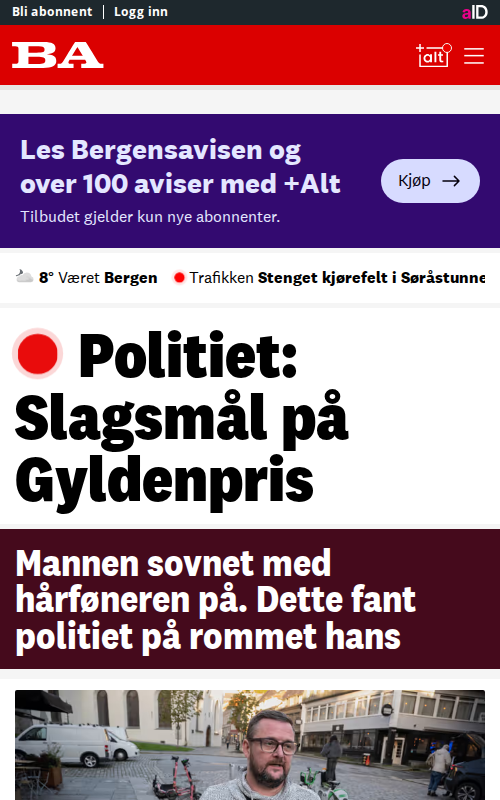 Bli abonnent | Logg inn
aID
BA
+alt
Les Bergensavisen og
over 100 aviser med +Alt
Kjøp →
Tilbudet gjelder kun nye abonnenter.
8° Været Bergen Trafikken Stenget kjørefelt i Søråstunne
Politiet:
Slagsmål på
Gyldenpris
Mannen sovnet med
hårføneren på. Dette fant
politiet på rommet hans